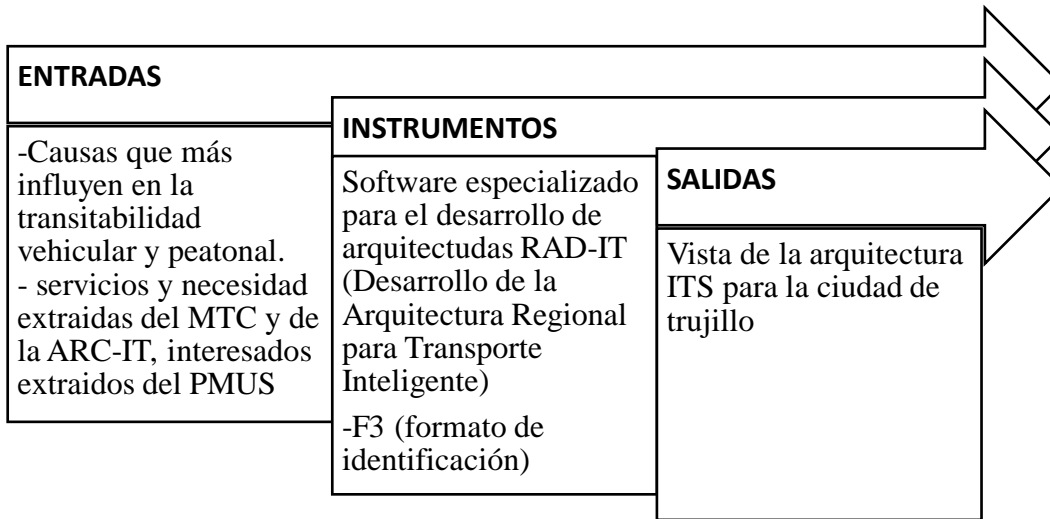 ENTRADAS
-Causas que más
influyen en la
transitabilidad
vehicular y peatonal.
- servicios y necesidad
extraidas del MTC y de
la ARC-IT, interesados
extraidos del PMUS
INSTRUMENTOS
Software especializado
para el desarrollo de
arquitectudas RAD-IT
(Desarrollo de la
Arquitectura Regional
para Transporte
Inteligente)
-F3 (formato de
identificación)
SALIDAS
Vista de la arquitectura
ITS para la ciudad de
trujillo